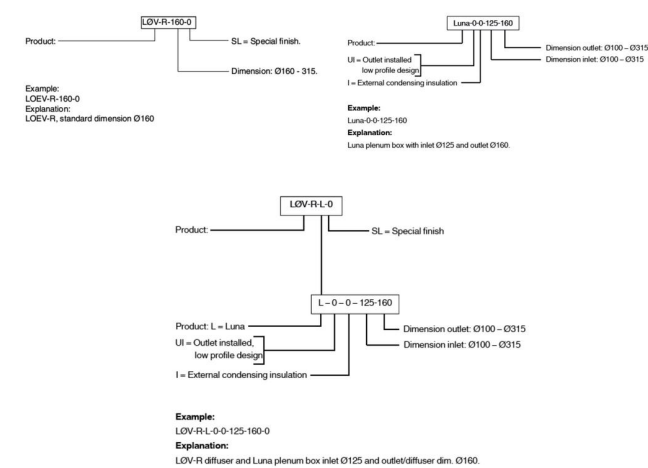 LØV-R-160-0
Product:
SL = Special finish.
Dimension: Ø160 - 315.
Example:
LOEV-R-160-0
Explanation:
LOEV-R, standard dimension Ø160
Luna-0-0-125-160
Product:
Dimension outlet: Ø100 – Ø315
UI = Outlet installed
low profile design
Dimension inlet: Ø100 – Ø315
I = External condensing insulation
Example:
Luna-0-0-125-160
Explanation:
Luna plenum box with inlet Ø125 and outlet Ø160.
LØV-R-L-0
Product:
SL = Special finish
L – 0 – 0 – 125-160
Product: L = Luna
Dimension outlet: Ø100 – Ø315
UI = Outlet installed,
low profile design
Dimension inlet: Ø100 – Ø315
I = External condensing insulation
Example:
LØV-R-L-0-0-125-160-0
Explanation:
LØV-R diffuser and Luna plenum box inlet Ø125 and outlet/diffuser dim. Ø160.